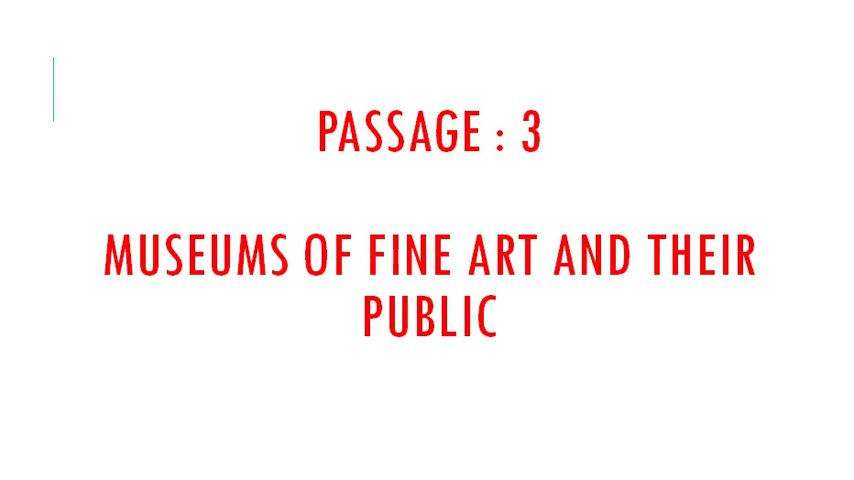 PASSAGE : 3
MUSEUMS OF FINE ART AND THEIR
PUBLIC